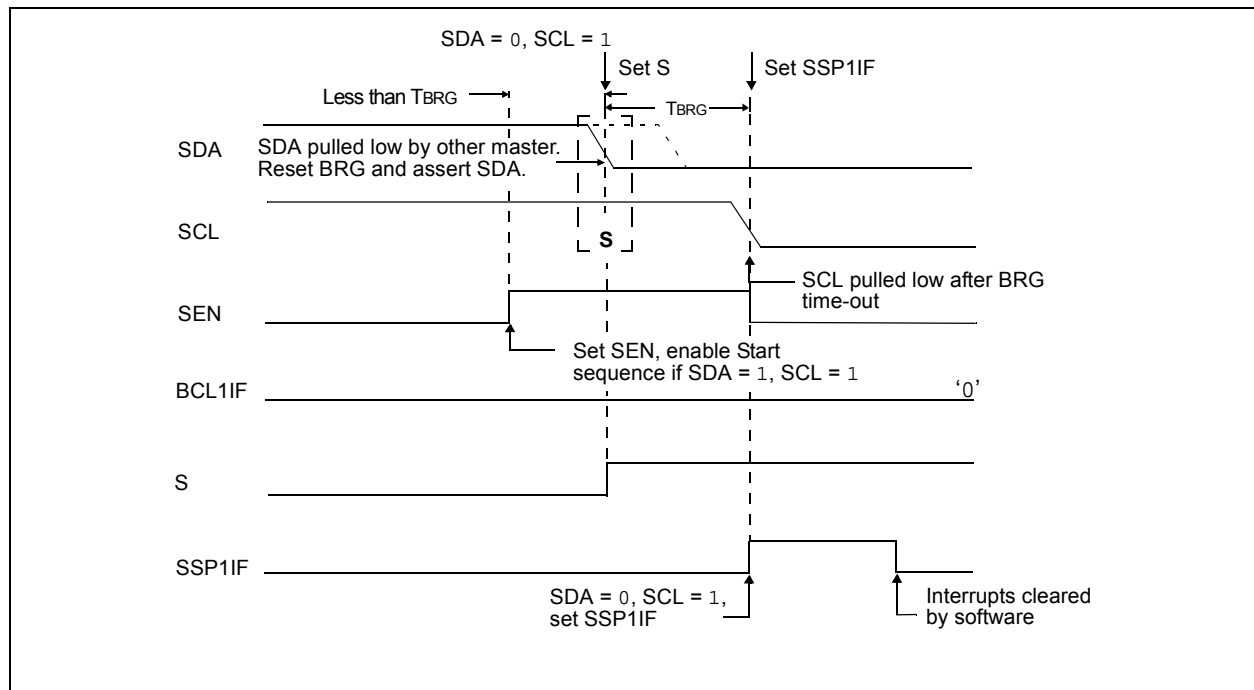 SDA = 0, SCL = 1
Set S
Set SSP1IF
Less than TBRG
TBRG
SDA
SDA pulled low by other master.
Reset BRG and assert SDA.
SCL
S
SCL pulled low after BRG
time-out
SEN
Set SEN, enable Start
sequence if SDA = 1, SCL = 1
BCL1IF
‘0’
S
SSP1IF
SDA = 0, SCL = 1,
set SSP1IF
Interrupts cleared
by software